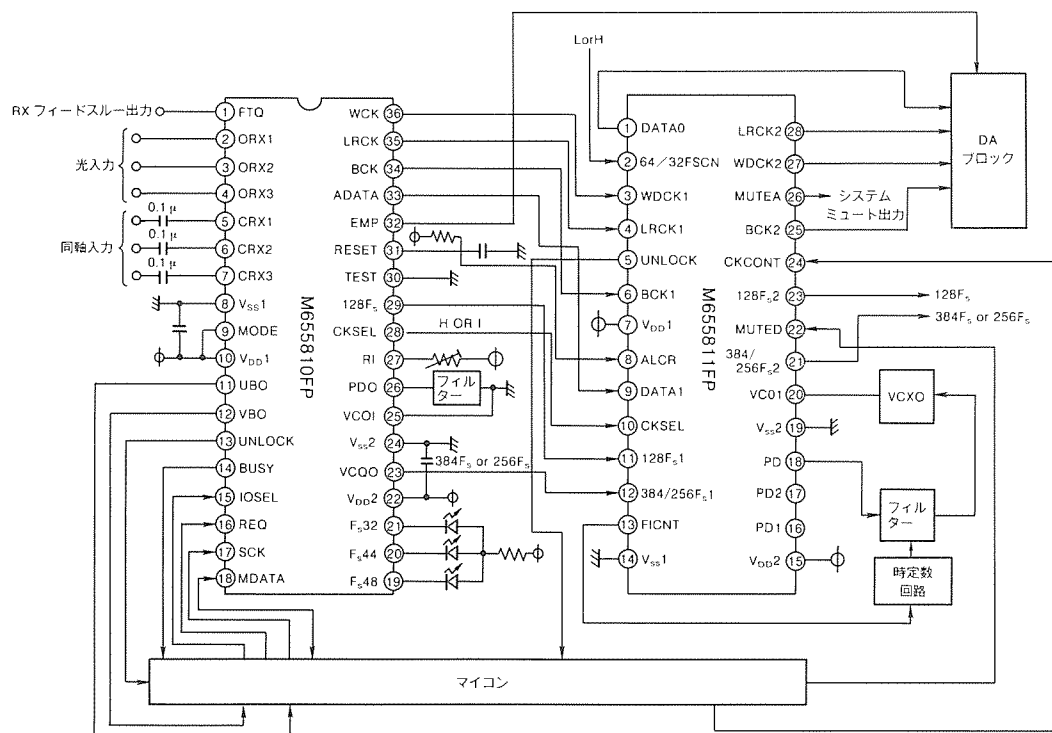 RX フィードスルー出力
光入力
同軸入力
0.1 μ
0.1 μ
0.1 μ
M65810FP
1 FTQ
2 ORX1
3 ORX2
4 ORX3
5 CRX1
6 CRX2
7 CRX3
8 VSS1
9 MODE
10 VDD1
11 UBO
12 VBO
13 UNLOCK
14 BUSY
15 IOSEL
16 REQ
17 SCK
18 MDATA
WCK 36
LRCK 35
BCK 34
ADATA 33
EMP 32
RESET 31
TEST 30
128Fs 29
CKSEL 28
RI 27
PDO 26
VCOI 25
Vss2 24
VCQO 23
VDD2 22
Fs32 21
Fs44 20
Fs48 19
H OR I
フィル
ター
384Fs or 256Fs
LorH
M655811FP
1 DATA0
2 64/32FSCN
3 WDCK1
4 LRCK1
5 UNLOCK
6 BCK1
7 VDD1
8 ALCR
9 DATA1
10 CKSEL
11 128Fs1
12 384/256Fs1
13 FICNT
14 Vss1
LRCK2 28
WDCK2 27
MUTEA 26
BCK2 25
CKCONT 24
128Fs2 23
MUTED 22
384/
256Fs2 21
VC01 20
Vss2 19
PD 18
PD2 17
PD1 16
VDD2 15
DA
ブロック
システム
ミュート出力
128Fs
384Fs or 256Fs
VCXO
フィル
ター
時定数
回路
マイコン